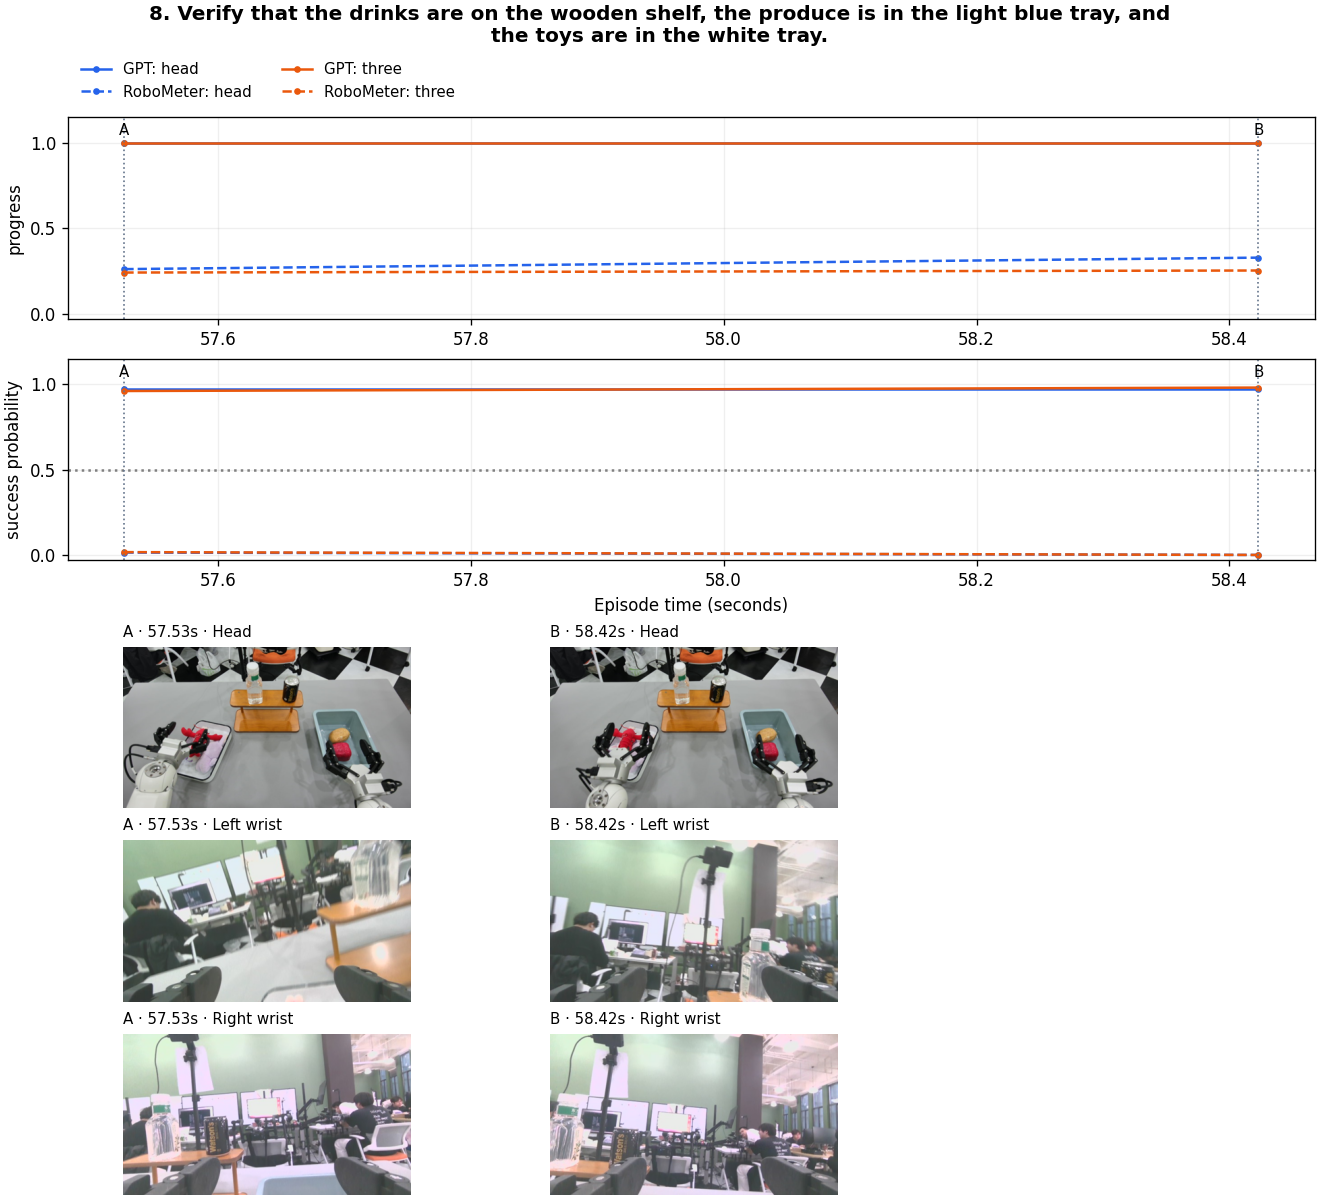 8. Verify that the drinks are on the wooden shelf, the produce is in the light blue tray, and
the toys are in the white tray.
GPT: head
GPT: three
RoboMeter: head
RoboMeter: three
A
B
1.0
progress
0.5
0.0
57.6
57.8
58.0
58.2
58.4
A
B
1.0
success probability
0.5
0.0
57.6
57.8
58.0
58.2
58.4
Episode time (seconds)
A · 57.53s · Head
B · 58.42s · Head
A · 57.53s · Left wrist
B · 58.42s · Left wrist
A · 57.53s · Right wrist
B · 58.42s · Right wrist
Watson's
Watson's